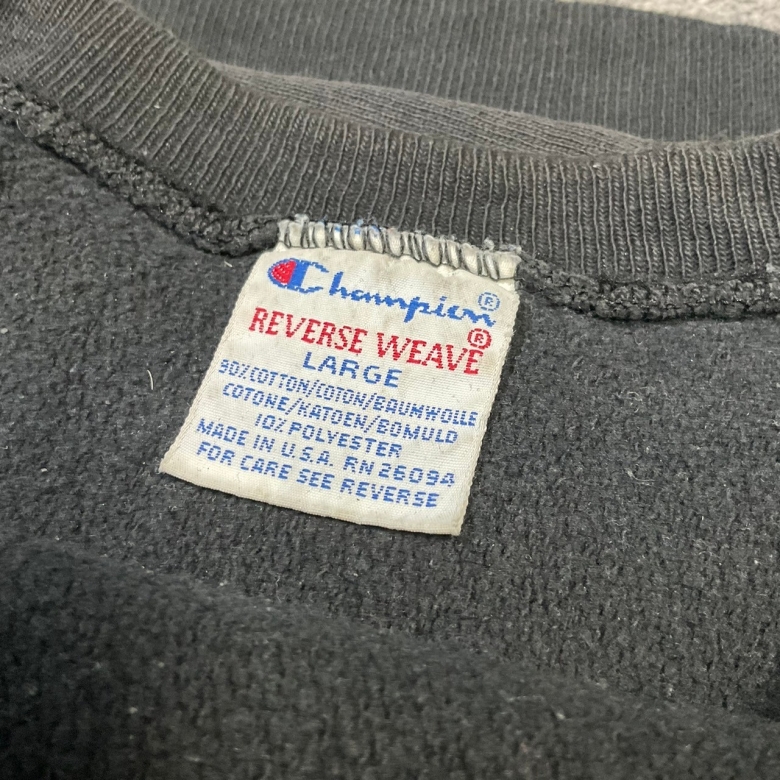 Champion®
REVERSE WEAVE®
LARGE
90% COTTON/COTON/BAUMWOLLE
COTONE/KATOEN/BOMULD
10% POLYESTER
MADE IN U.S.A. RN 26094
FOR CARE SEE REVERSE